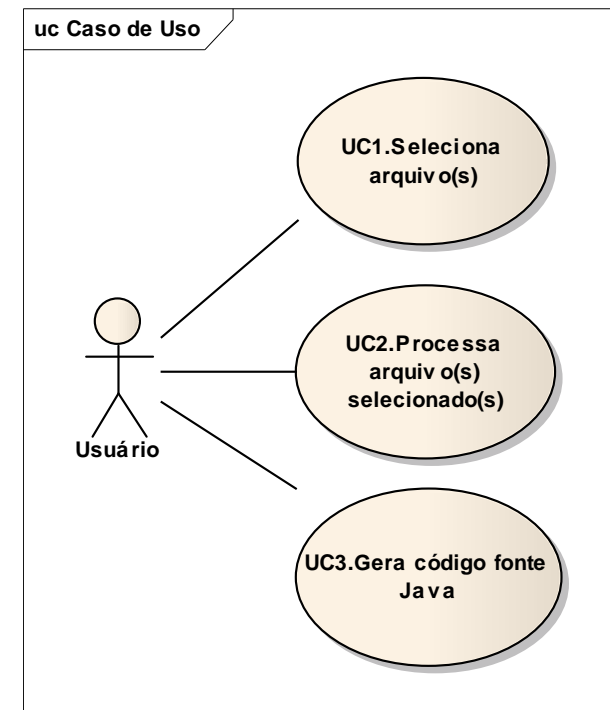 uc Caso de Uso
UC1.Seleciona
arquivo(s)
UC2.Processa
arquivo(s)
selecionado(s)
Usuário
UC3.Gera código fonte
Java